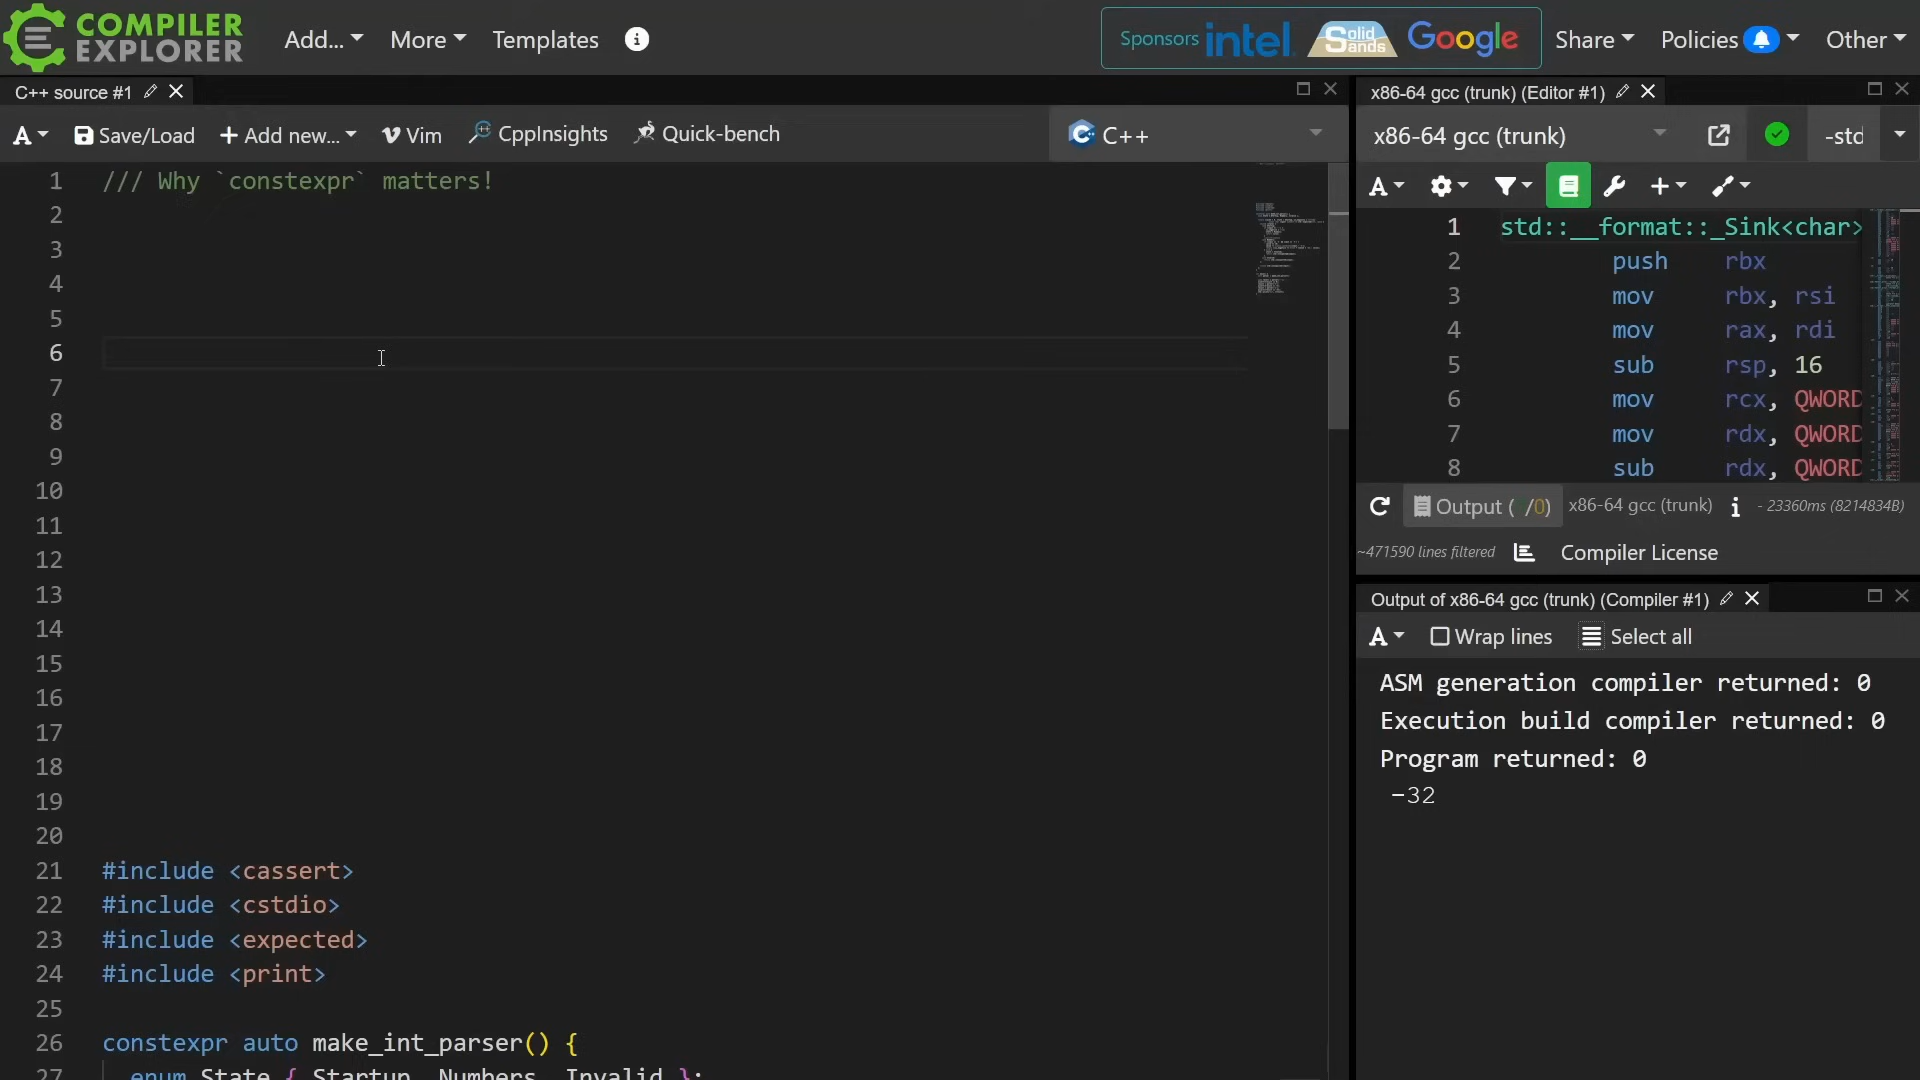 COMPILER
EXPLORER
Add...
More
Templates
Sponsors intel. Solid Sands Google
Share
Policies
Other
C++ source #1
A
Save/Load
+ Add new...
Vim
CppInsights
Quick-bench
C++
1 /// Why `constexpr` matters!
2
3
4
5
6
7
8
9
10
11
12
13
14
15
16
17
18
19
20
21 #include <cassert>
22 #include <cstdio>
23 #include <expected>
24 #include <print>
25
26 constexpr auto make_int_parser() {
27 enum State { Startup, Numbers, Invalid };
x86-64 gcc (trunk) (Editor #1)
x86-64 gcc (trunk)
-std
A
1 std::__format::_Sink<char>
2 push rbx
3 mov rbx, rsi
4 mov rax, rdi
5 sub rsp, 16
6 mov rcx, QWORD
7 mov rdx, QWORD
8 sub rdx, QWORD
Output ( /0) x86-64 gcc (trunk) i - 23360ms (8214834B)
~471590 lines filtered Compiler License
Output of x86-64 gcc (trunk) (Compiler #1)
A Wrap lines Select all
ASM generation compiler returned: 0
Execution build compiler returned: 0
Program returned: 0
-32